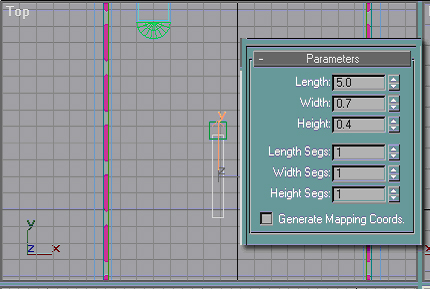 Top
- Parameters
Length: 5.0
Width: 0.7
Height: 0.4
Length Segs: 1
Width Segs: 1
Height Segs: 1
Generate Mapping Coords.
y
z
y
z x